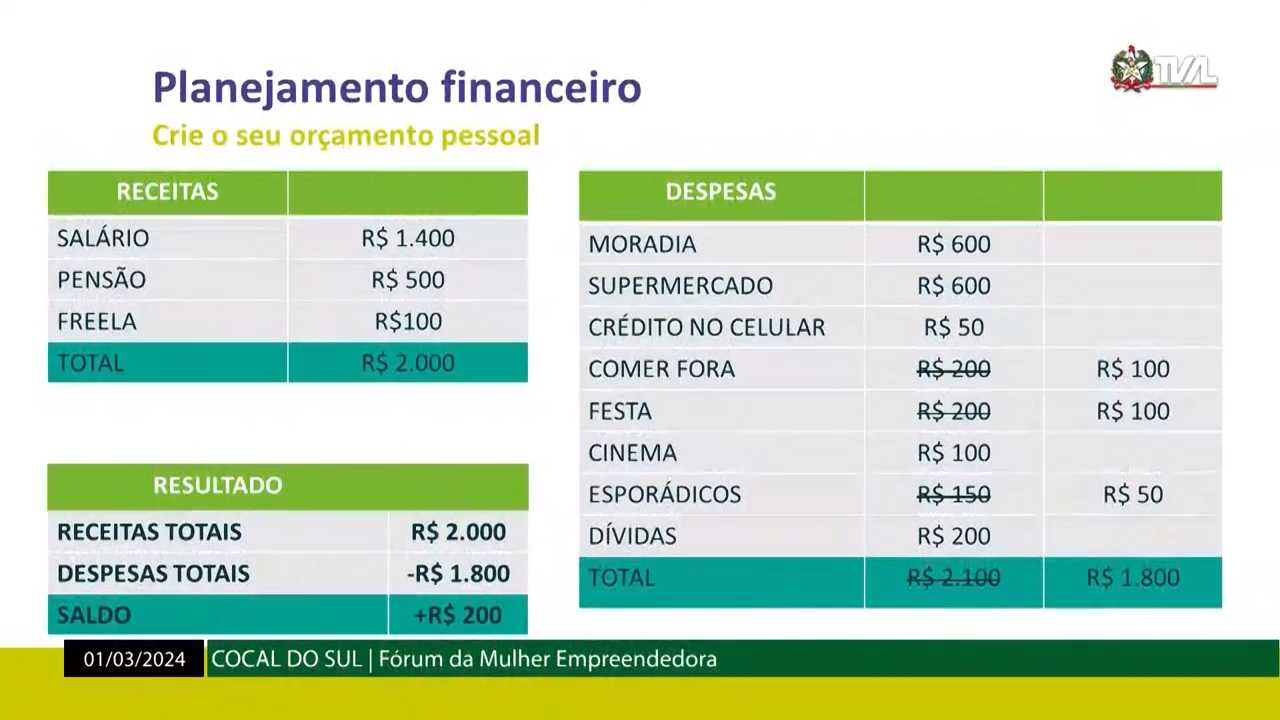 Planejamento financeiro
Crie o seu orçamento pessoal
TVAL
RECEITAS
SALÁRIO R$ 1.400
PENSÃO R$ 500
FREELA R$100
TOTAL R$ 2.000
RESULTADO
RECEITAS TOTAIS R$ 2.000
DESPESAS TOTAIS -R$ 1.800
SALDO +R$ 200
DESPESAS
MORADIA R$ 600
SUPERMERCADO R$ 600
CRÉDITO NO CELULAR R$ 50
COMER FORA R$ 200 R$ 100
FESTA R$ 200 R$ 100
CINEMA R$ 100
ESPORÁDICOS R$ 150 R$ 50
DÍVIDAS R$ 200
TOTAL R$ 2.100 R$ 1.800
01/03/2024 COCAL DO SUL | Fórum da Mulher Empreendedora